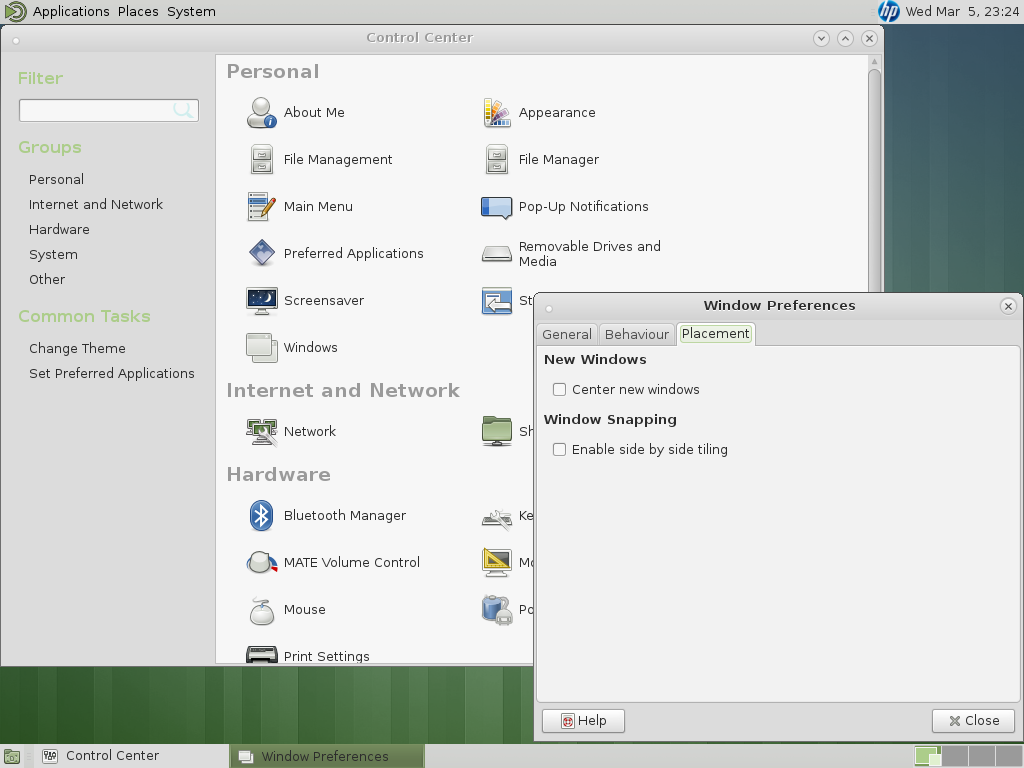 Applications Places System
hp Wed Mar 5, 23:24
Control Center
Filter
Groups
Personal
Internet and Network
Hardware
System
Other
Common Tasks
Change Theme
Set Preferred Applications
Personal
About Me
Appearance
File Management
File Manager
Main Menu
Pop-Up Notifications
Preferred Applications
Removable Drives and
Media
Screensaver
St
Windows
Internet and Network
Network
Sh
Hardware
Bluetooth Manager
Ke
MATE Volume Control
Mo
Mouse
Po
Print Settings
Window Preferences
General Behaviour Placement
New Windows
Center new windows
Window Snapping
Enable side by side tiling
Help
Close
Control Center
Window Preferences